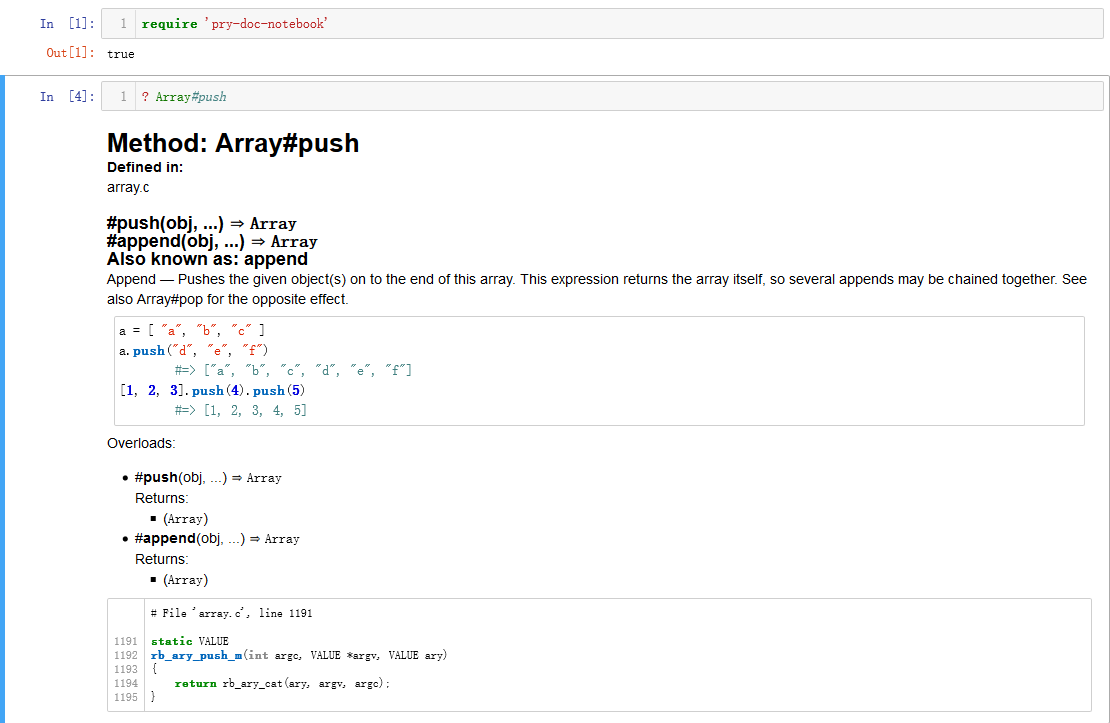 In [1]: 1 require 'pry-doc-notebook'
Out[1]: true
In [4]: 1 ? Array#push
Method: Array#push
Defined in:
array.c
#push(obj, ...) ⇒ Array
#append(obj, ...) ⇒ Array
Also known as: append
Append — Pushes the given object(s) on to the end of this array. This expression returns the array itself, so several appends may be chained together. See
also Array#pop for the opposite effect.
a = [ "a", "b", "c" ]
a.push("d", "e", "f")
#=> ["a", "b", "c", "d", "e", "f"]
[1, 2, 3].push(4).push(5)
#=> [1, 2, 3, 4, 5]
Overloads:
• #push(obj, ...) ⇒ Array
Returns:
▪ (Array)
• #append(obj, ...) ⇒ Array
Returns:
▪ (Array)
# File 'array.c', line 1191
1191 static VALUE
1192 rb_ary_push_m(int argc, VALUE *argv, VALUE ary)
1193 {
1194 return rb_ary_cat(ary, argv, argc);
1195 }